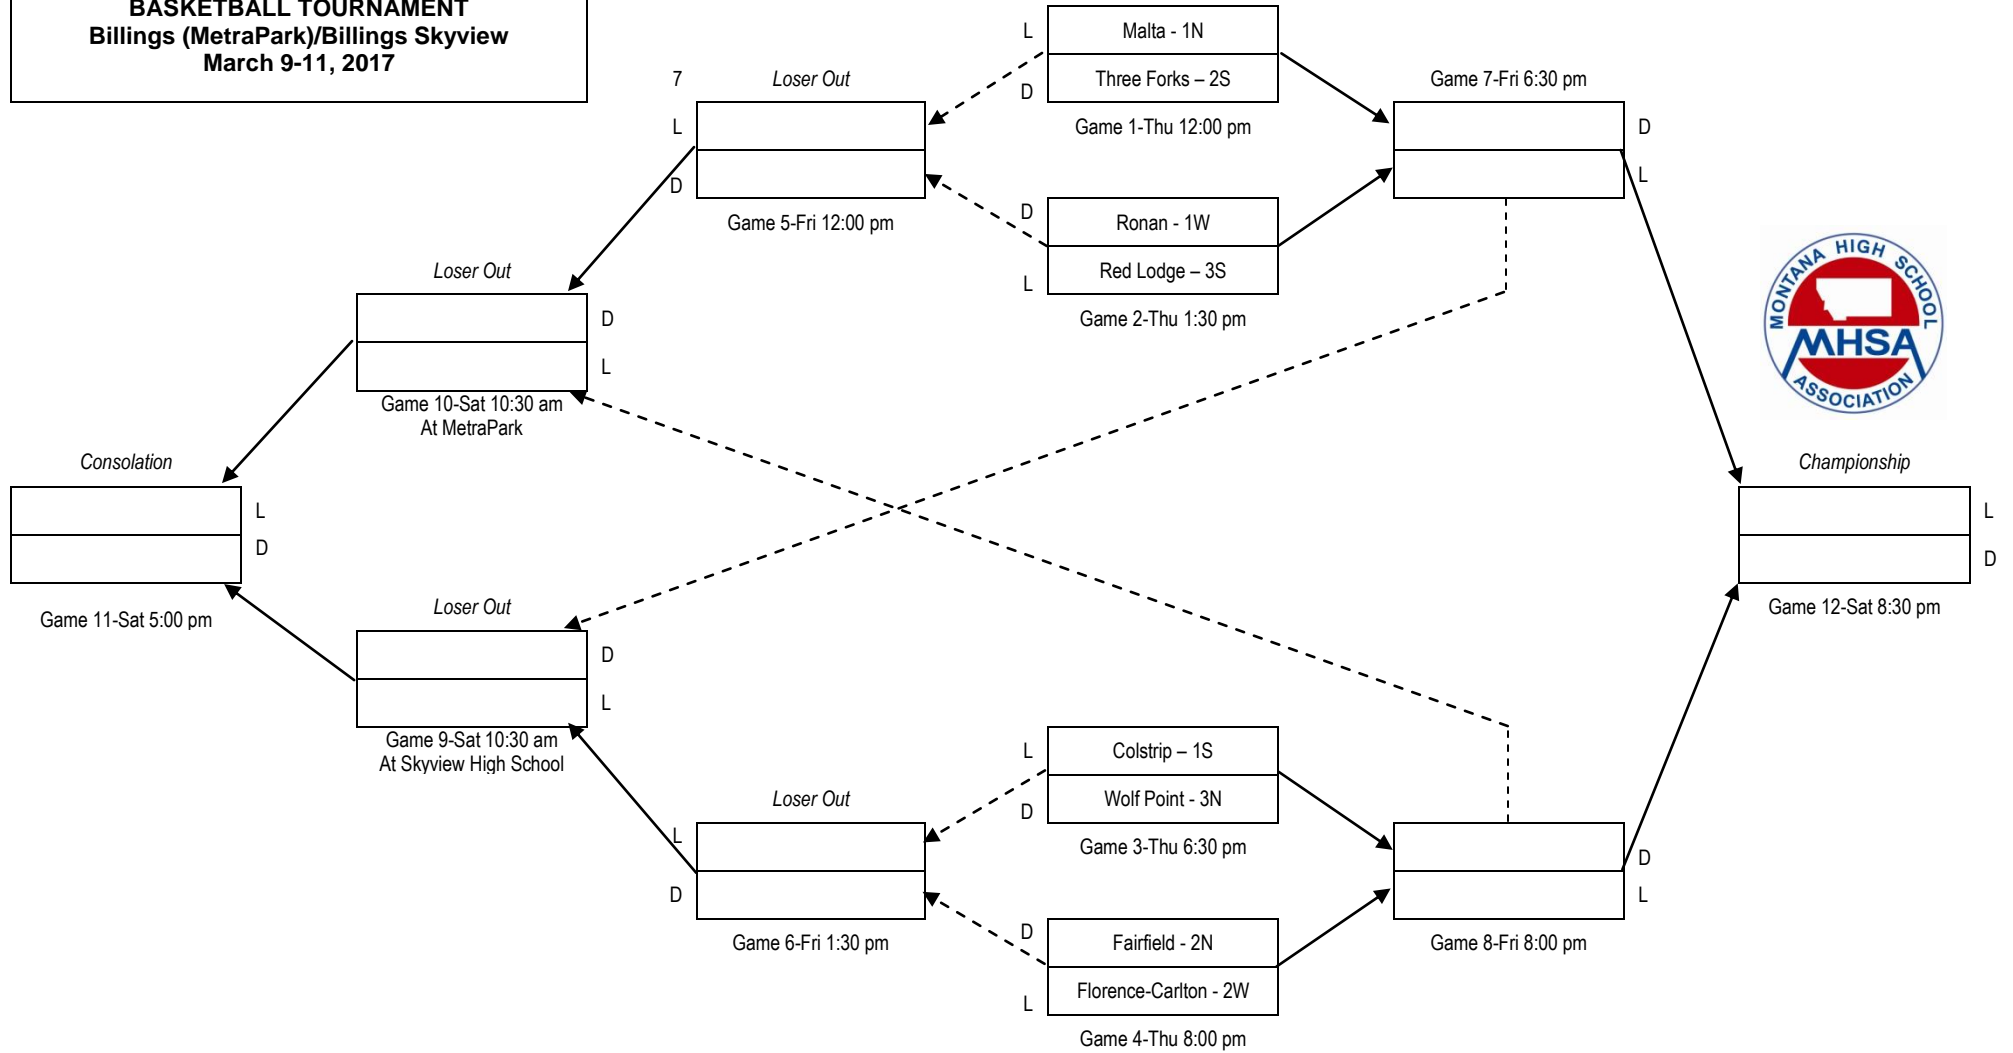 BASKETBALL TOURNAMENT
Billings (MetraPark)/Billings Skyview
March 9-11, 2017
L
Malta - 1N
D
Three Forks – 2S
Game 1-Thu 12:00 pm
7
Loser Out
L
D
Game 5-Fri 12:00 pm
Game 7-Fri 6:30 pm
D
L
D
Ronan - 1W
L
Red Lodge – 3S
Game 2-Thu 1:30 pm
Loser Out
D
L
Game 10-Sat 10:30 am
At MetraPark
MONTANA HIGH SCHOOL
MHSA
ASSOCIATION
Consolation
L
D
Game 11-Sat 5:00 pm
Championship
L
D
Game 12-Sat 8:30 pm
Loser Out
D
L
Game 9-Sat 10:30 am
At Skyview High School
L
Colstrip – 1S
D
Wolf Point - 3N
Game 3-Thu 6:30 pm
Loser Out
L
D
Game 6-Fri 1:30 pm
D
L
Game 8-Fri 8:00 pm
D
Fairfield - 2N
L
Florence-Carlton - 2W
Game 4-Thu 8:00 pm